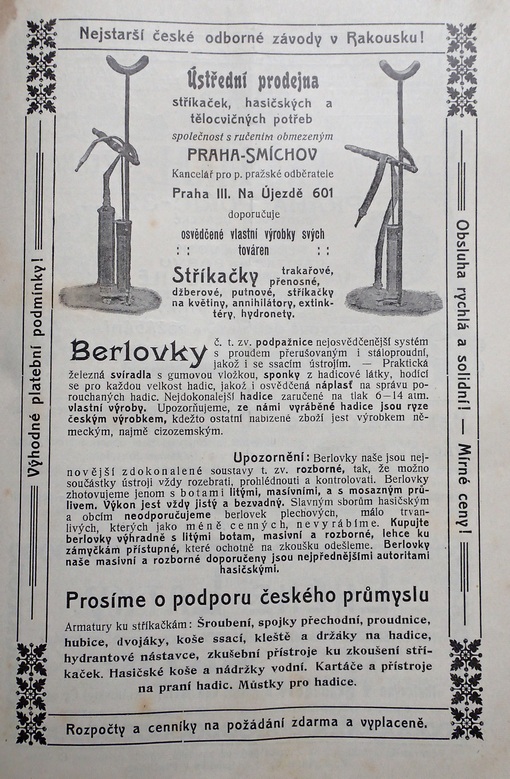 Nejstarší české odborné závody v Rakousku!
Výhodné platební podmínky!
Ústřední prodejna
stříkaček, hasičských a
tělocvičných potřeb
společnost s ručením obmezeným
PRAHA-SMÍCHOV
Kancelář pro p. pražské odběratele
Praha III. Na Újezdě 601
doporučuje
osvědčené vlastní výrobky svých
: : továren : :
Stříkačky trakařové,
přenosné,
džberové, putnové, stříkačky
na květiny, annihilátory, extink-
téry, hydronety.
Berlovky č. t. zv. podpažnice nejosvědčenější systém
s proudem přerušovaným i stáloproudní,
jakož i se ssacím ústrojím. — Praktická
železná svíradla s gumovou vložkou, sponky z hadicové látky, hodící
se pro každou velkost hadic, jakož i osvědčená náplasť na správu po-
rouchaných hadic. Nejdokonalejší hadice zaručené na tlak 6—14 atm.
vlastní výroby. Upozorňujeme, ze námi vyráběné hadice jsou ryze
českým výrobkem, kdežto ostatní nabízené zboží jest výrobkem ně-
meckým, najmě cizozemským.
Upozornění: Berlovky naše jsou nej-
novější zdokonalené soustavy t. zv. rozborné, tak, že možno
součástky ústrojí vždy rozebrati, prohlédnouti a kontrolovati. Berlovky
zhotovujeme jenom s botami litými, masívními, a s mosazným prů-
livem. Výkon jest vždy jistý a bezvadný. Slavným sborům hasičským
a obcím neodporučujeme berlovek plechových, málo trvan-
livých, kterých jako méně cenných, nevyrábíme. Kupujte
berlovky výhradně s litými botam, masivní a rozborné, lehce ku
zámyčkám přístupné, které ochotně na zkoušku odešleme. Berlovky
naše masivní a rozborné doporučeny jsou nejpřednějšími autoritami
hasičskými.
Prosíme o podporu českého průmyslu
Armatury ku stříkačkám: Šroubení, spojky přechodní, proudnice,
hubice, dvojáky, koše ssací, kleště a držáky na hadice,
hydrantové nástavce, zkušební přístroje ku zkoušení stří-
kaček. Hasičské koše a nádržky vodní. Kartáče a přístroje
na praní hadic. Můstky pro hadice.
Obsluha rychlá a solidní! — Mírné ceny!
Rozpočty a cenníky na požádání zdarma a vyplaceně.